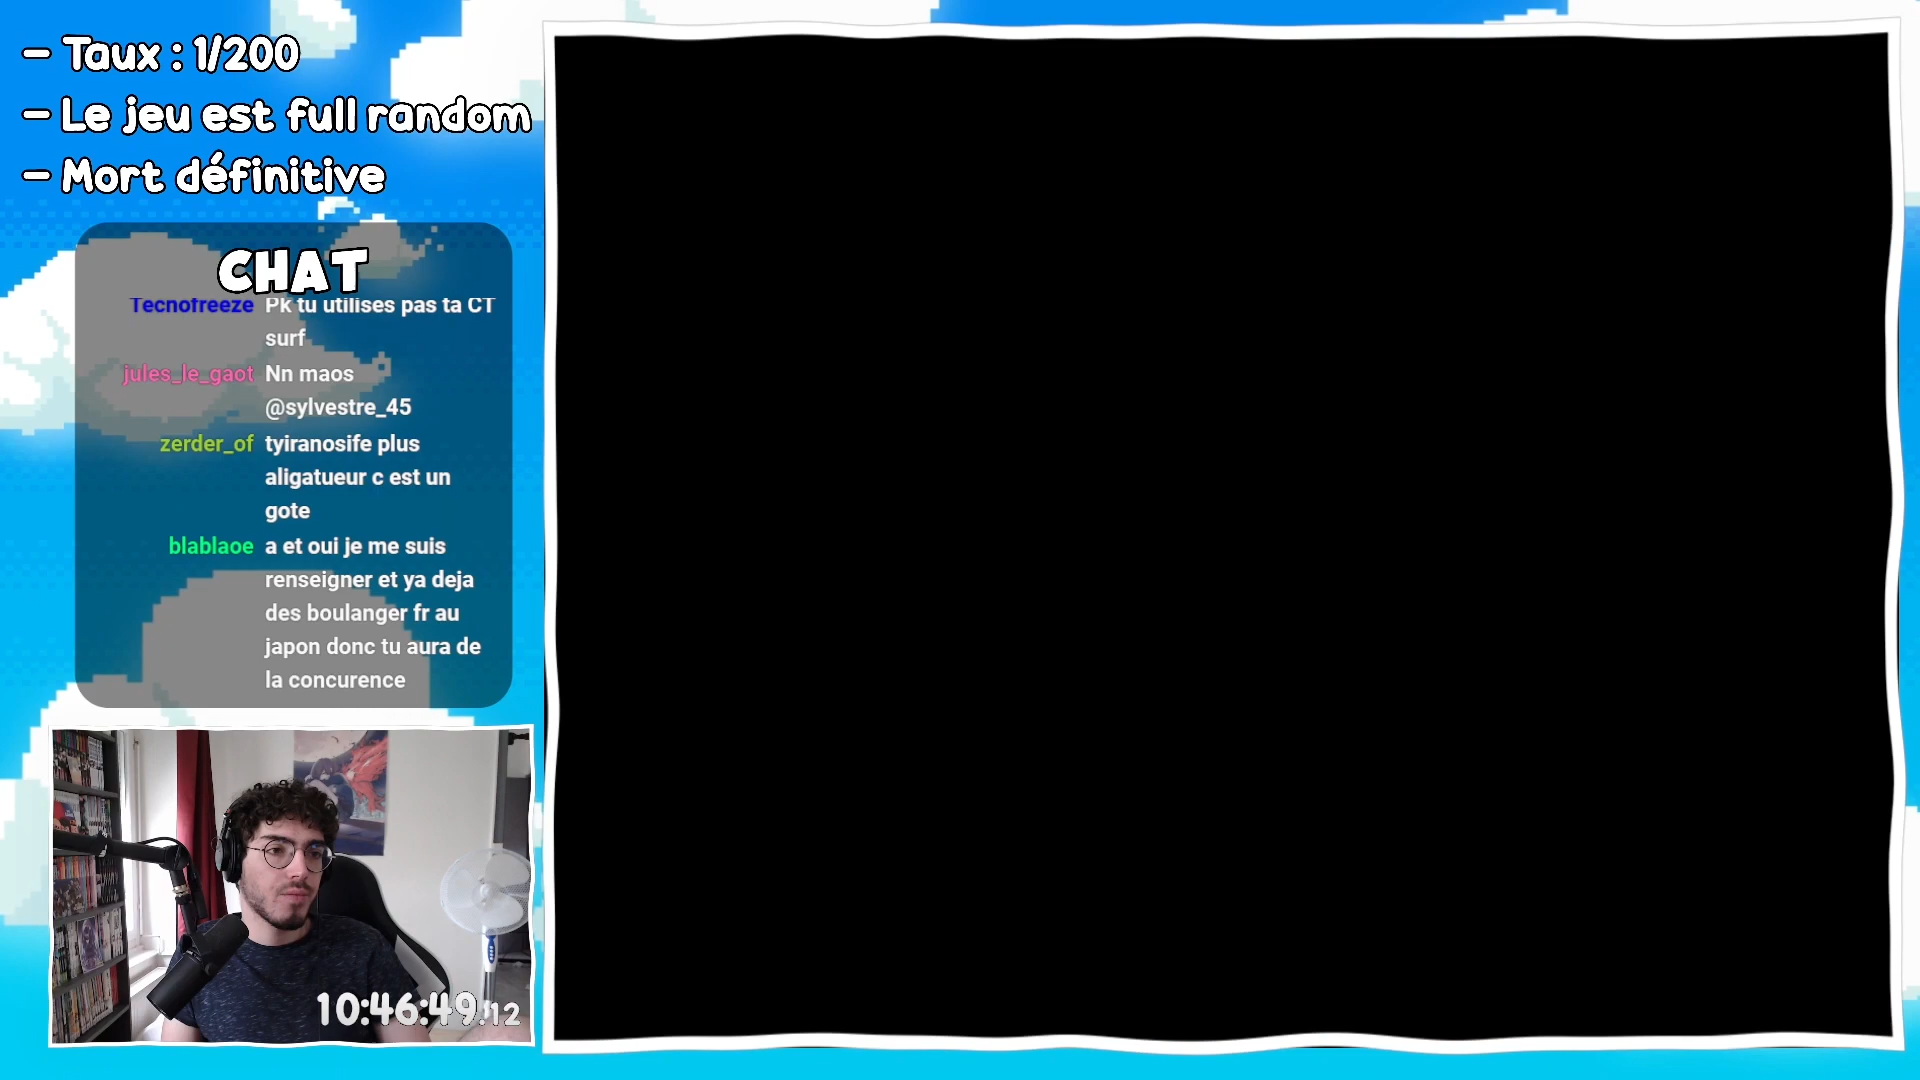 - Taux : 1/200
- Le jeu est full random
- Mort définitive
CHAT
Tecnofreeze Pk tu utilises pas ta CT
surf
jules_le_gaot Nn maos
@sylvestre_45
zerder_of tyiranosife plus
aligatueur c est un
gote
blablaoe a et oui je me suis
renseigner et ya deja
des boulanger fr au
japon donc tu aura de
la concurence
10:46:49:12